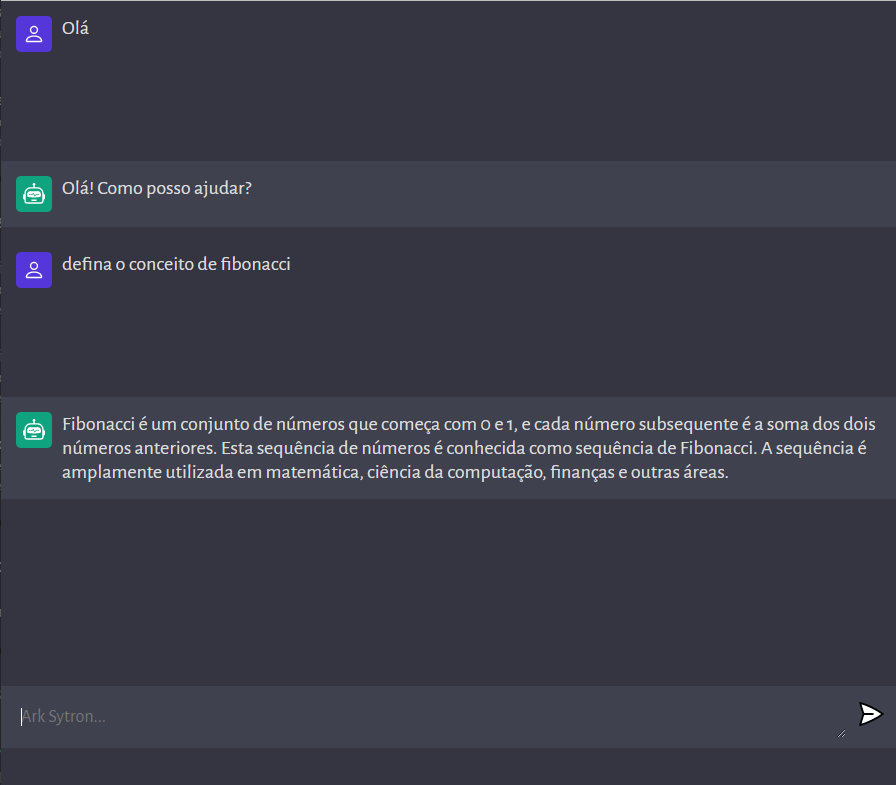 Olá
Olá! Como posso ajudar?
defina o conceito de fibonacci
Fibonacci é um conjunto de números que começa com 0 e 1, e cada número subsequente é a soma dos dois
números anteriores. Esta sequência de números é conhecida como sequência de Fibonacci. A sequência é
amplamente utilizada em matemática, ciência da computação, finanças e outras áreas.
Ark Sytron...